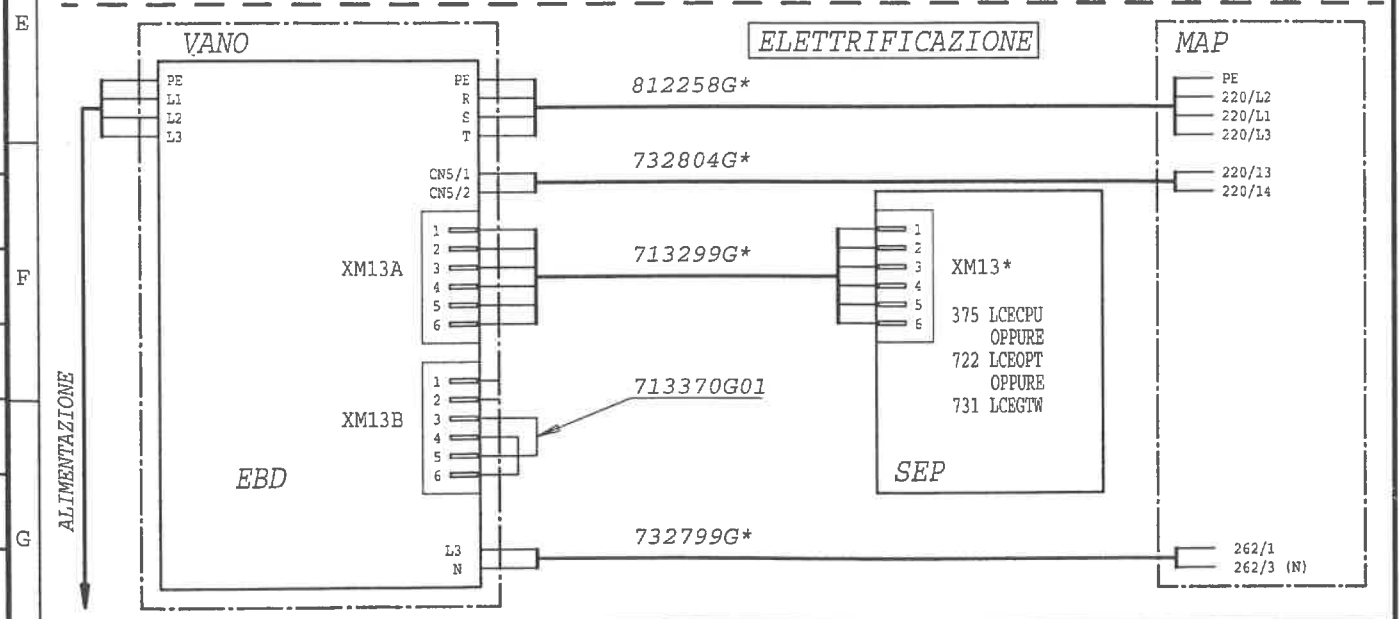 E
F
G
VANO
ELETTRIFICAZIONE
MAP
PE
L1
L2
L3
PE
R
S
T
812258G*
PE
220/L2
220/L1
220/L3
CN5/1
CN5/2
732804G*
220/13
220/14
XM13A
1
2
3
4
5
6
713299G*
1
2
3
4
5
6
XM13*
375 LCECPU
OPPURE
722 LCEOPT
OPPURE
731 LCEGTW
SEP
XM13B
1
2
3
4
5
6
713370G01
ALIMENTAZIONE
EBD
L3
N
732799G*
262/1
262/3 (N)